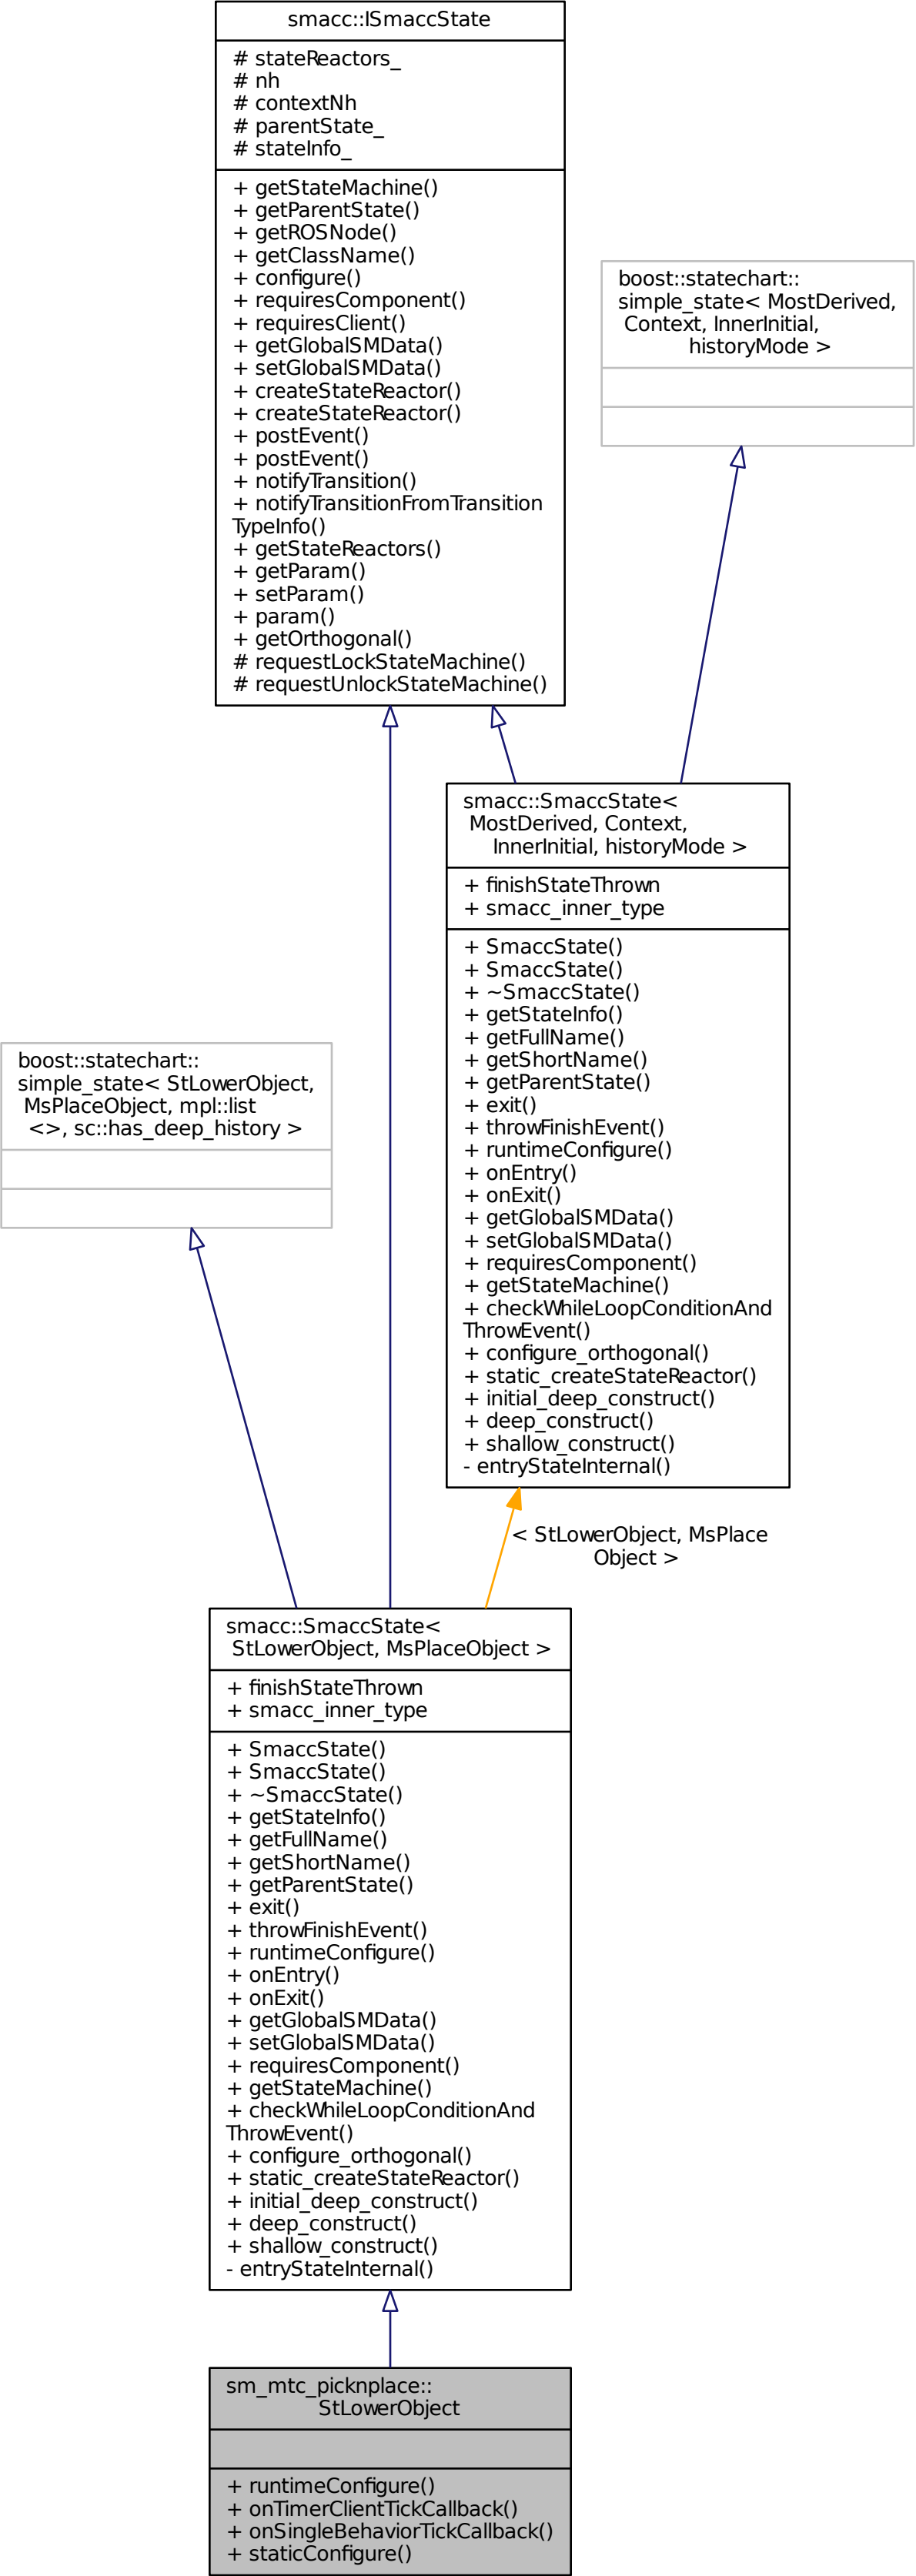 smacc::ISmaccState
# stateReactors_
# nh
# contextNh
# parentState_
# stateInfo_
+ getStateMachine()
+ getParentState()
+ getROSNode()
+ getClassName()
+ configure()
+ requiresComponent()
+ requiresClient()
+ getGlobalSMData()
+ setGlobalSMData()
+ createStateReactor()
+ createStateReactor()
+ postEvent()
+ postEvent()
+ notifyTransition()
+ notifyTransitionFromTransition
TypeInfo()
+ getStateReactors()
+ getParam()
+ setParam()
+ param()
+ getOrthogonal()
# requestLockStateMachine()
# requestUnlockStateMachine()
boost::statechart::
simple_state< MostDerived,
Context, InnerInitial,
historyMode >
smacc::SmaccState<
MostDerived, Context,
InnerInitial, historyMode >
+ finishStateThrown
+ smacc_inner_type
+ SmaccState()
+ SmaccState()
+ ~SmaccState()
+ getStateInfo()
+ getFullName()
+ getShortName()
+ getParentState()
+ exit()
+ throwFinishEvent()
+ runtimeConfigure()
+ onEntry()
+ onExit()
+ getGlobalSMData()
+ setGlobalSMData()
+ requiresComponent()
+ getStateMachine()
+ checkWhileLoopConditionAnd
ThrowEvent()
+ configure_orthogonal()
+ static_createStateReactor()
+ initial_deep_construct()
+ deep_construct()
+ shallow_construct()
- entryStateInternal()
boost::statechart::
simple_state< StLowerObject,
MsPlaceObject, mpl::list
<>, sc::has_deep_history >
< StLowerObject, MsPlace
Object >
smacc::SmaccState<
StLowerObject, MsPlaceObject >
+ finishStateThrown
+ smacc_inner_type
+ SmaccState()
+ SmaccState()
+ ~SmaccState()
+ getStateInfo()
+ getFullName()
+ getShortName()
+ getParentState()
+ exit()
+ throwFinishEvent()
+ runtimeConfigure()
+ onEntry()
+ onExit()
+ getGlobalSMData()
+ setGlobalSMData()
+ requiresComponent()
+ getStateMachine()
+ checkWhileLoopConditionAnd
ThrowEvent()
+ configure_orthogonal()
+ static_createStateReactor()
+ initial_deep_construct()
+ deep_construct()
+ shallow_construct()
- entryStateInternal()
sm_mtc_picknplace::
StLowerObject
+ runtimeConfigure()
+ onTimerClientTickCallback()
+ onSingleBehaviorTickCallback()
+ staticConfigure()